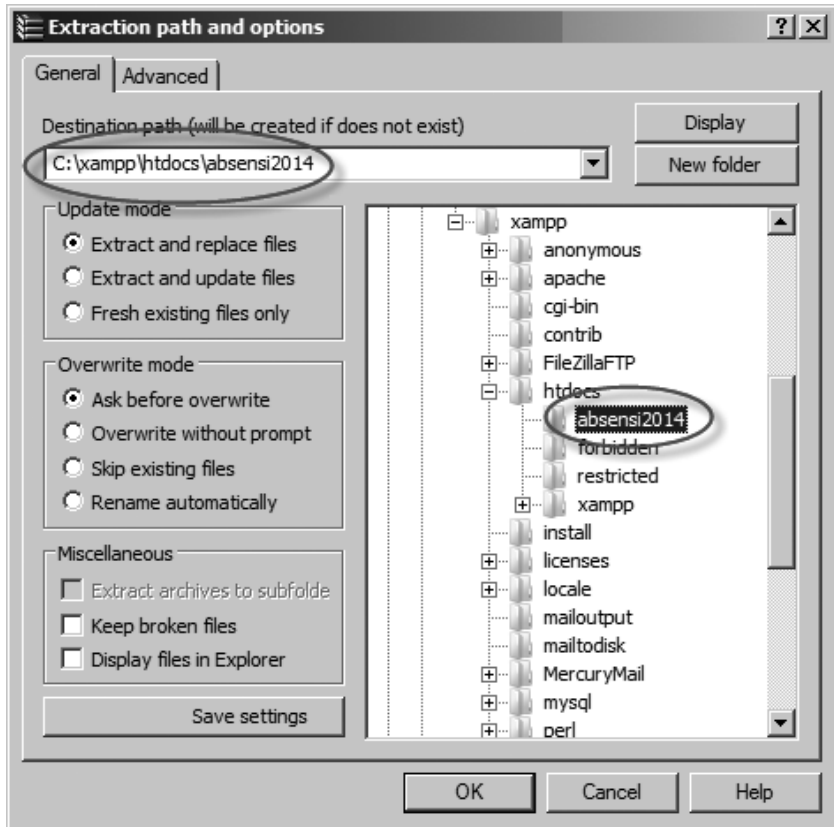 Extraction path and options
General
Advanced
Destination path (will be created if does not exist)
Display
C:\xampp\htdocs\absensi2014
New folder
Update mode
Extract and replace files
Extract and update files
Fresh existing files only
Overwrite mode
Ask before overwrite
Overwrite without prompt
Skip existing files
Rename automatically
Miscellaneous
Extract archives to subfolde
Keep broken files
Display files in Explorer
Save settings
xampp
anonymous
apache
cgi-bin
contrib
FileZillaFTP
htdocs
absensi2014
forbidden
restricted
xampp
install
licenses
locale
mailoutput
mailtodisk
MercuryMail
mysql
perl
OK
Cancel
Help